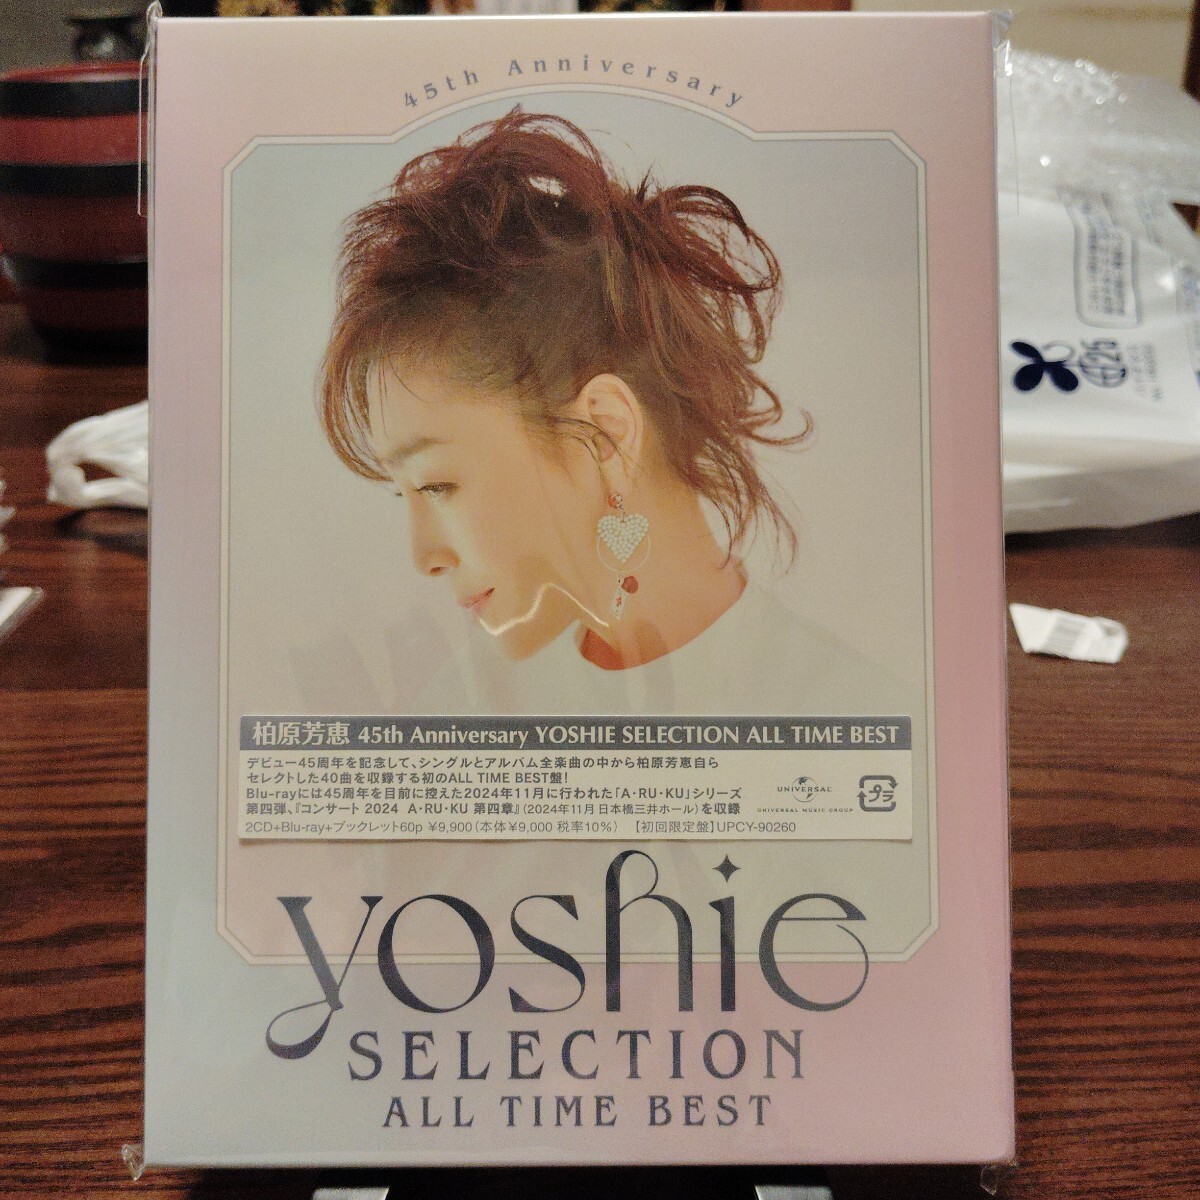 45th Anniversary
柏原芳恵 45th Anniversary YOSHIE SELECTION ALL TIME BEST
デビュー45周年を記念して、シングルとアルバム全楽曲の中から柏原芳恵自ら
セレクトした40曲を収録する初のALL TIME BEST盤!
Blu-rayには45周年を目前に控えた2024年11月に行われた「A・RU・KU」シリーズ
第四弾、『コンサート 2024 A・RU・KU 第四章』(2024年11月 日本橋三井ホール)を収録
2CD+Blu-ray+ブックレット60p ¥9,900(本体¥9,000 税率10%) 【初回限定盤】UPCY-90260
UNIVERSAL
UNIVERSAL MUSIC GROUP
プラ
yoshie
SELECTION
ALL TIME BEST